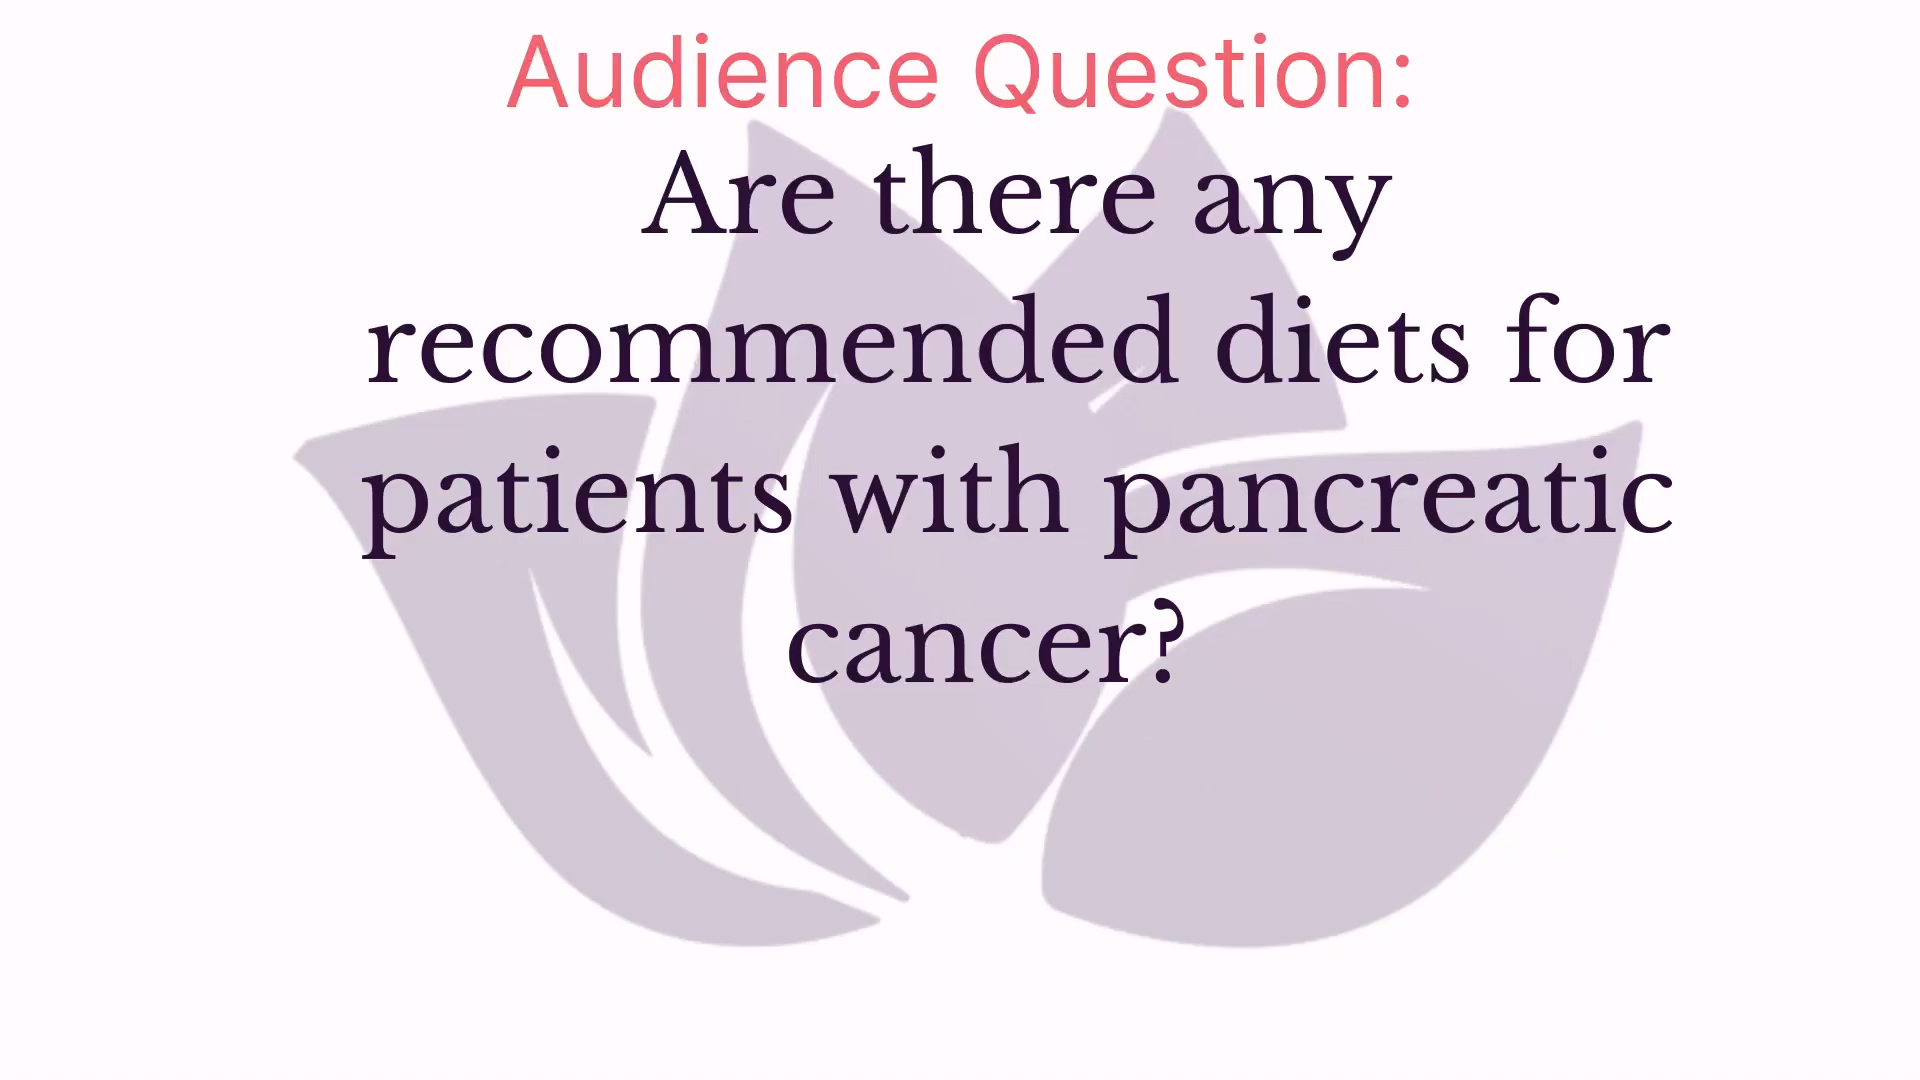 Audience Question:
Are there any
recommended diets for
patients with pancreatic
cancer?